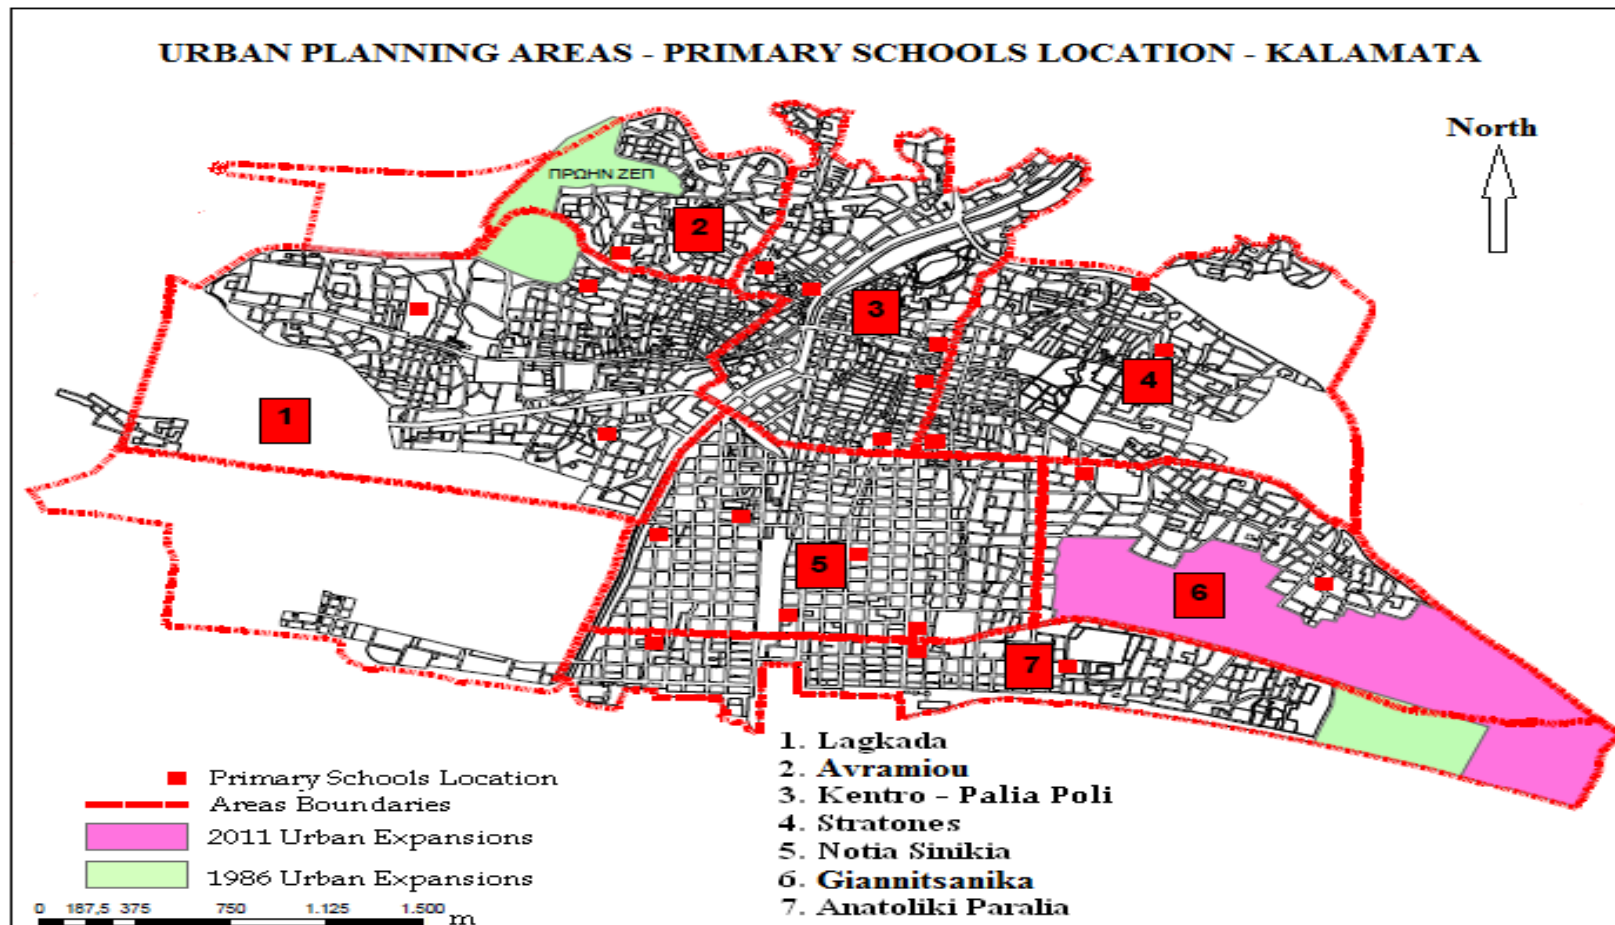 URBAN PLANNING AREAS - PRIMARY SCHOOLS LOCATION - KALAMATA
North
ΠΡΩΗΝ ΖΕΠ
2
3
4
1
5
6
7
1. Lagkada
2. Avramiou
3. Kentro - Palia Poli
4. Stratones
5. Notia Sinikia
6. Giannitsanika
7. Anatoliki Paralia
Primary Schools Location
Areas Boundaries
2011 Urban Expansions
1986 Urban Expansions
0 187,5 375 750 1.125 1.500 m